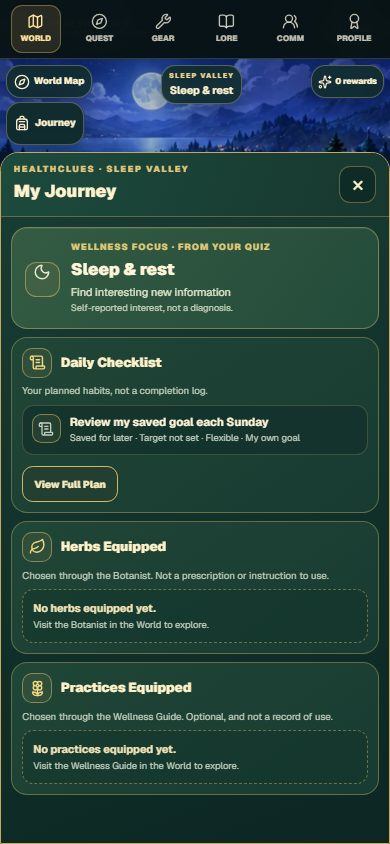 WORLD
QUEST
GEAR
LORE
COMM
PROFILE
World Map
SLEEP VALLEY
Sleep & rest
0 rewards
Journey
HEALTHCLUES · SLEEP VALLEY
My Journey
WELLNESS FOCUS · FROM YOUR QUIZ
Sleep & rest
Find interesting new information
Self-reported interest, not a diagnosis.
Daily Checklist
Your planned habits, not a completion log.
Review my saved goal each Sunday
Saved for later · Target not set · Flexible · My own goal
View Full Plan
Herbs Equipped
Chosen through the Botanist. Not a prescription or instruction to use.
No herbs equipped yet.
Visit the Botanist in the World to explore.
Practices Equipped
Chosen through the Wellness Guide. Optional, and not a record of use.
No practices equipped yet.
Visit the Wellness Guide in the World to explore.